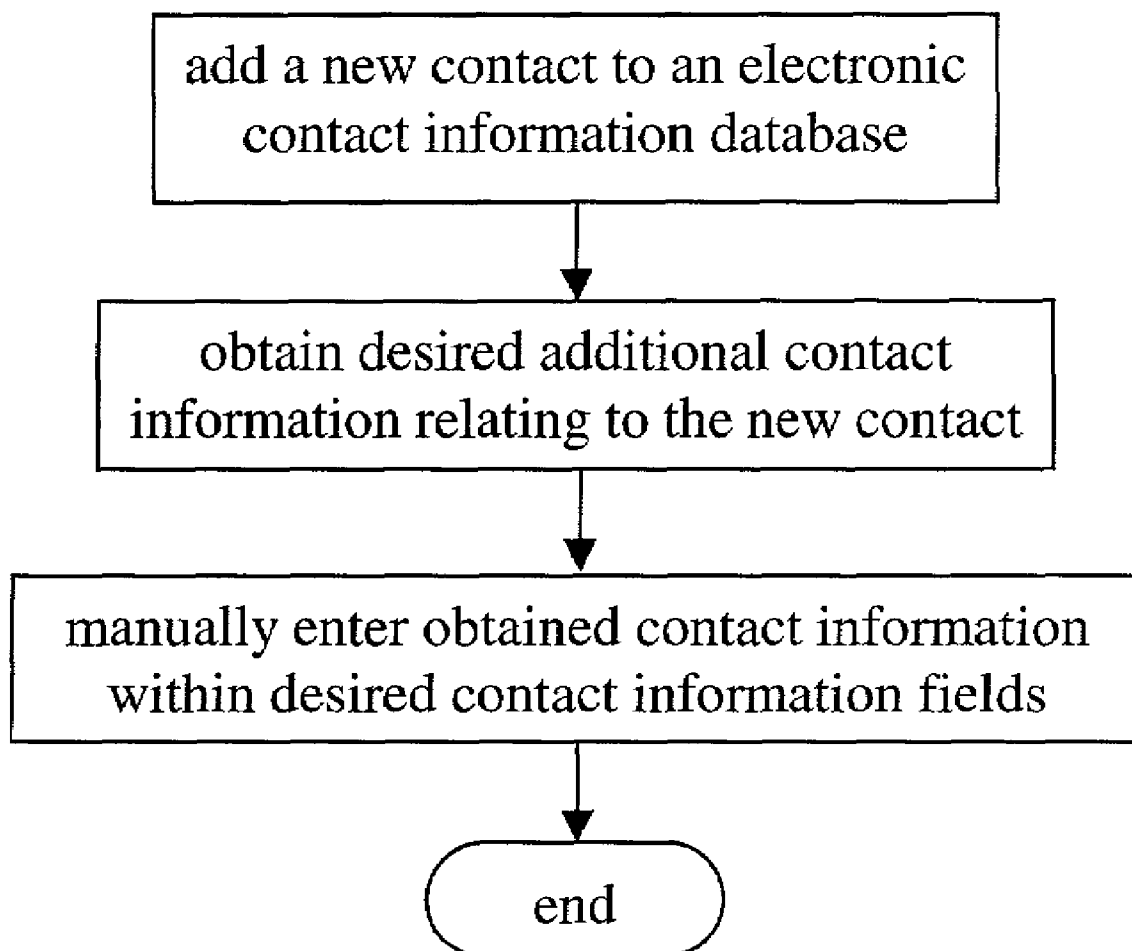 add a new contact to an electronic
contact information database
obtain desired additional contact
information relating to the new contact
manually enter obtained contact information
within desired contact information fields
end